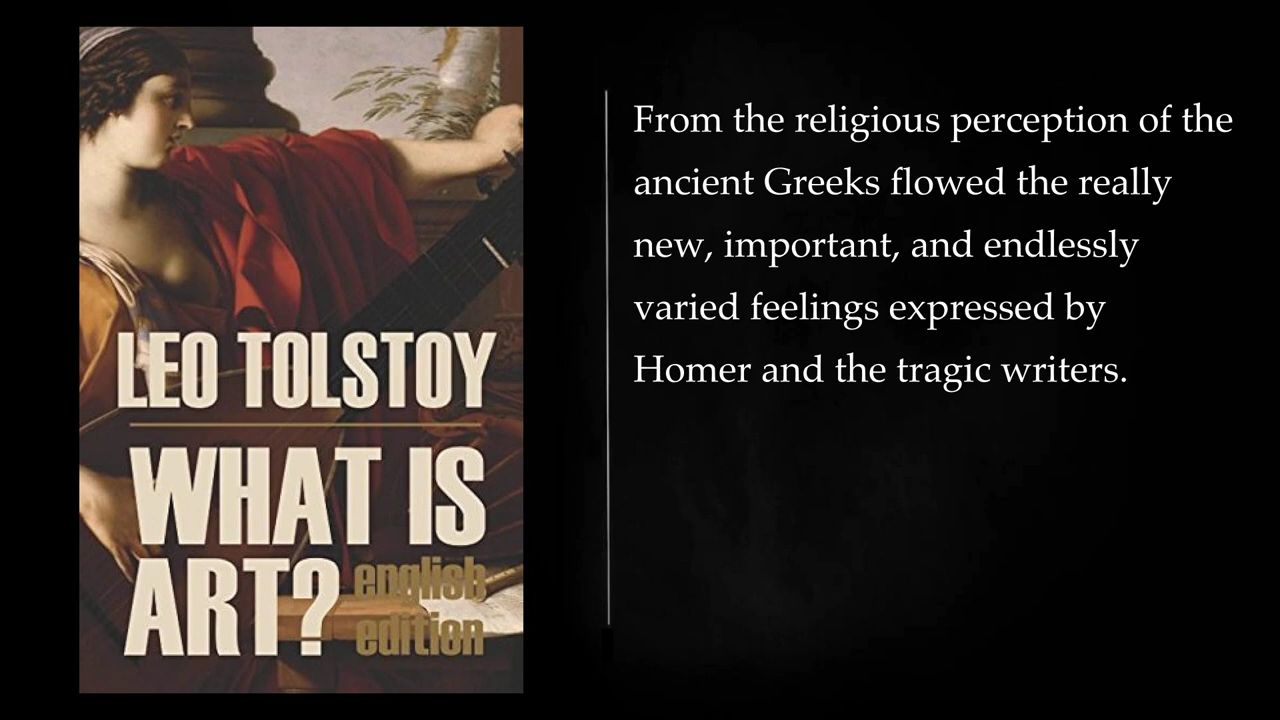 LEO TOLSTOY
WHAT IS
ART?
english
edition
From the religious perception of the
ancient Greeks flowed the really
new, important, and endlessly
varied feelings expressed by
Homer and the tragic writers.